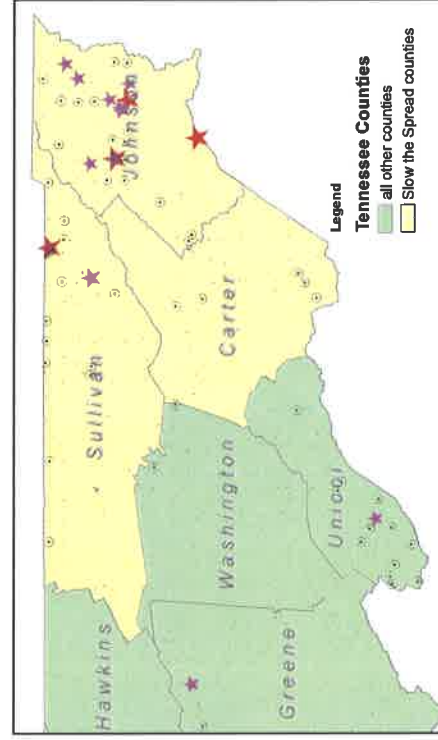 Johnson
Sullivan
Carter
Hawkins
Washington
Unicoi
Greene
Legend
Tennessee Counties
all other counties
Slow the Spread counties